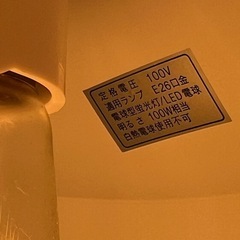 定格電圧 100V
適用ランプ E26口金
電球型蛍光灯/LED電球
明るさ 100W相当
白熱電球使用不可